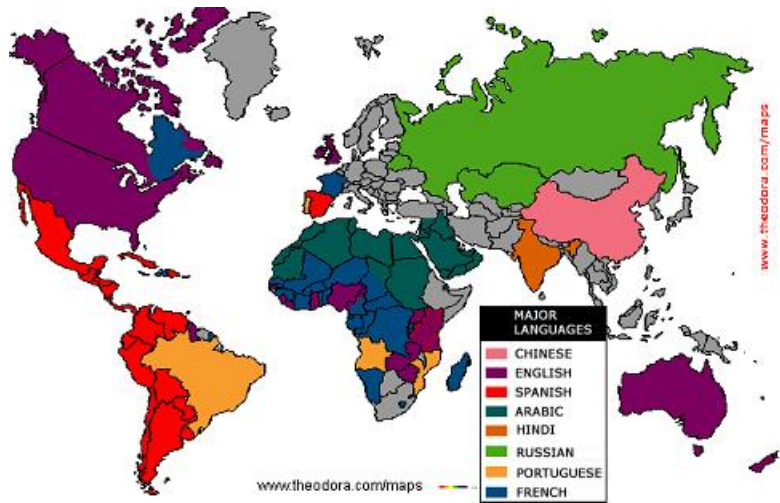 www.theodora.com/maps
MAJOR
LANGUAGES
CHINESE
ENGLISH
SPANISH
ARABIC
HINDI
RUSSIAN
PORTUGUESE
FRENCH
www.theodora.com/maps